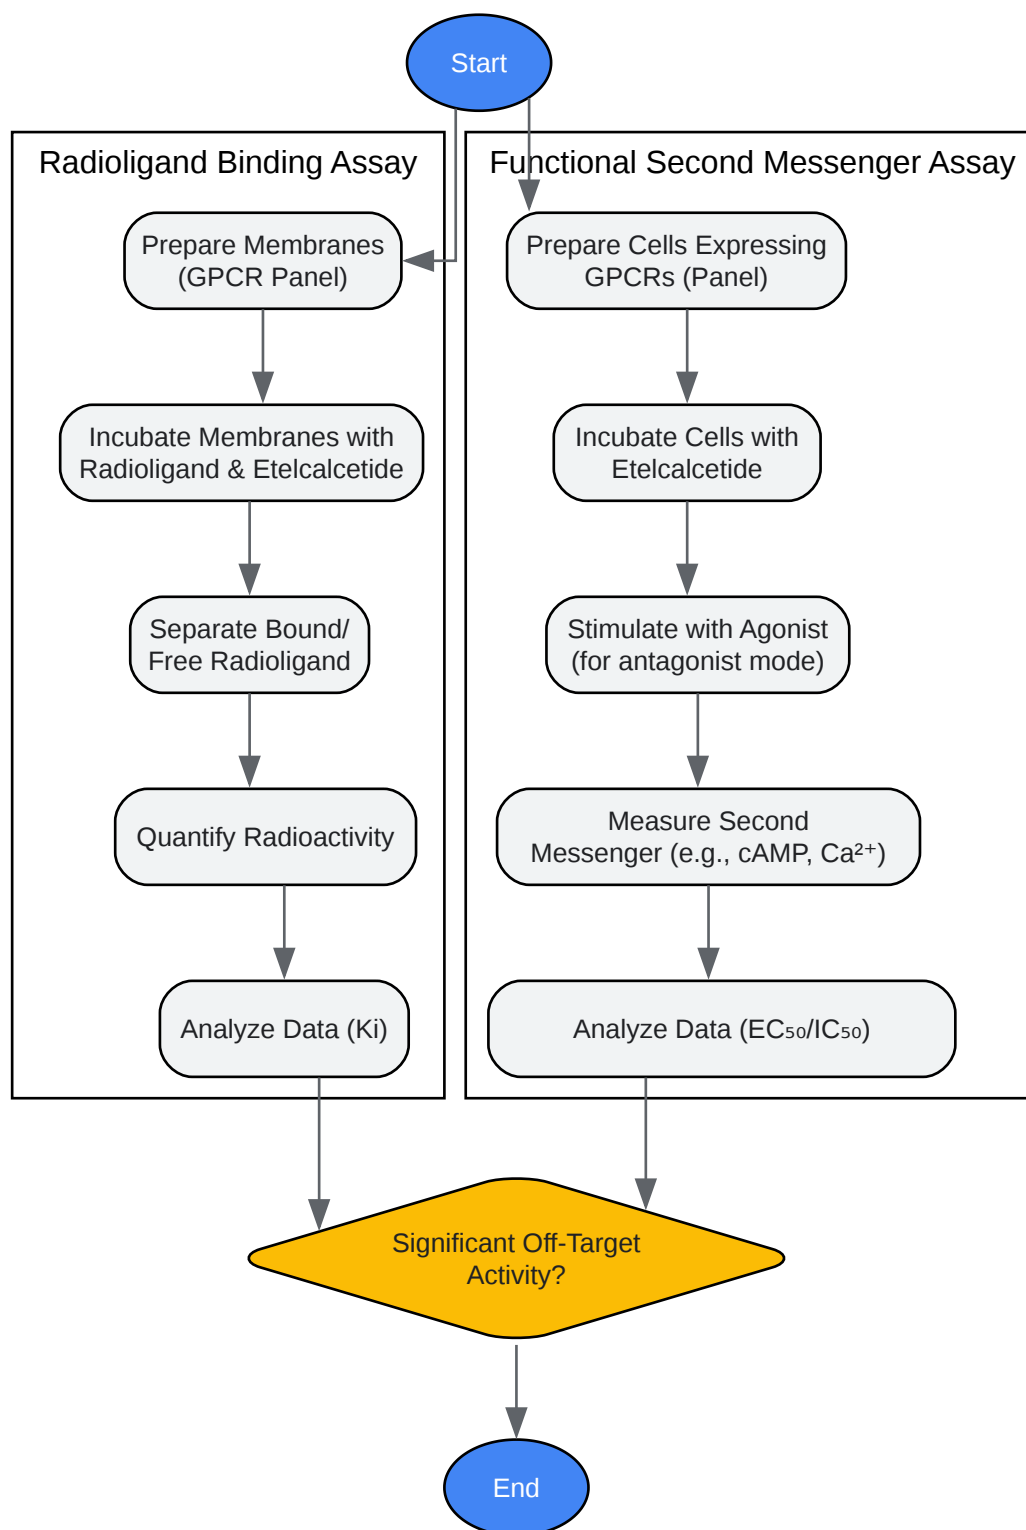 Start
Radioligand Binding Assay
Prepare Membranes
(GPCR Panel)
Incubate Membranes with
Radioligand & Etelcalcetide
Separate Bound/
Free Radioligand
Quantify Radioactivity
Analyze Data (Ki)
Functional Second Messenger Assay
Prepare Cells Expressing
GPCRs (Panel)
Incubate Cells with
Etelcalcetide
Stimulate with Agonist
(for antagonist mode)
Measure Second
Messenger (e.g., cAMP, Ca²⁺)
Analyze Data (EC₅₀/IC₅₀)
Significant Off-Target
Activity?
End